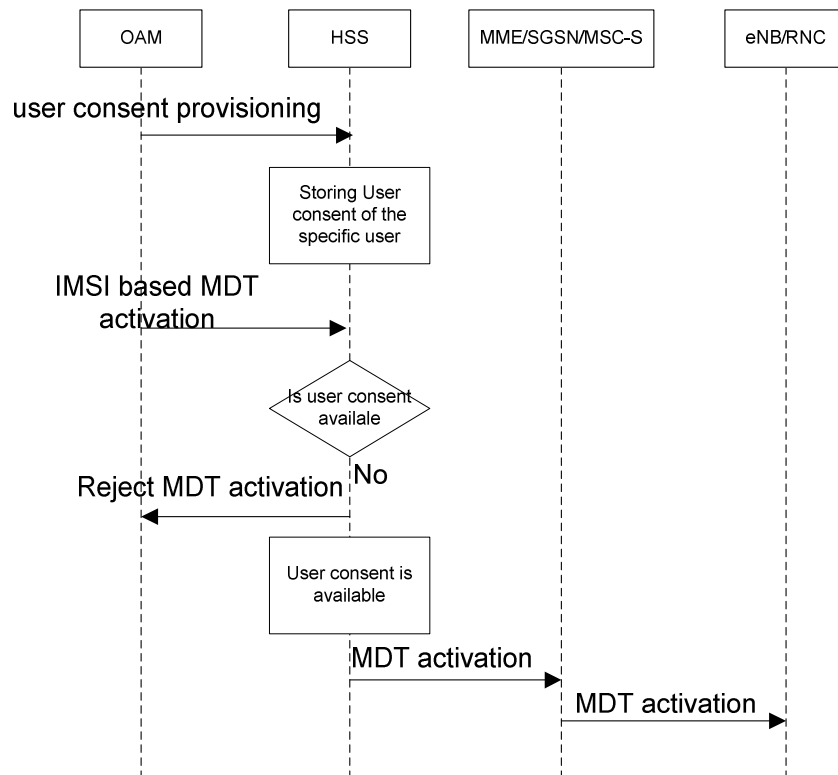 OAM
HSS
MME/SGSN/MSC-S
eNB/RNC
user consent provisioning
Storing User
consent of the
specific user
IMSI based MDT
activation
Is user consent
availale
No
Reject MDT activation
User consent is
available
MDT activation
MDT activation